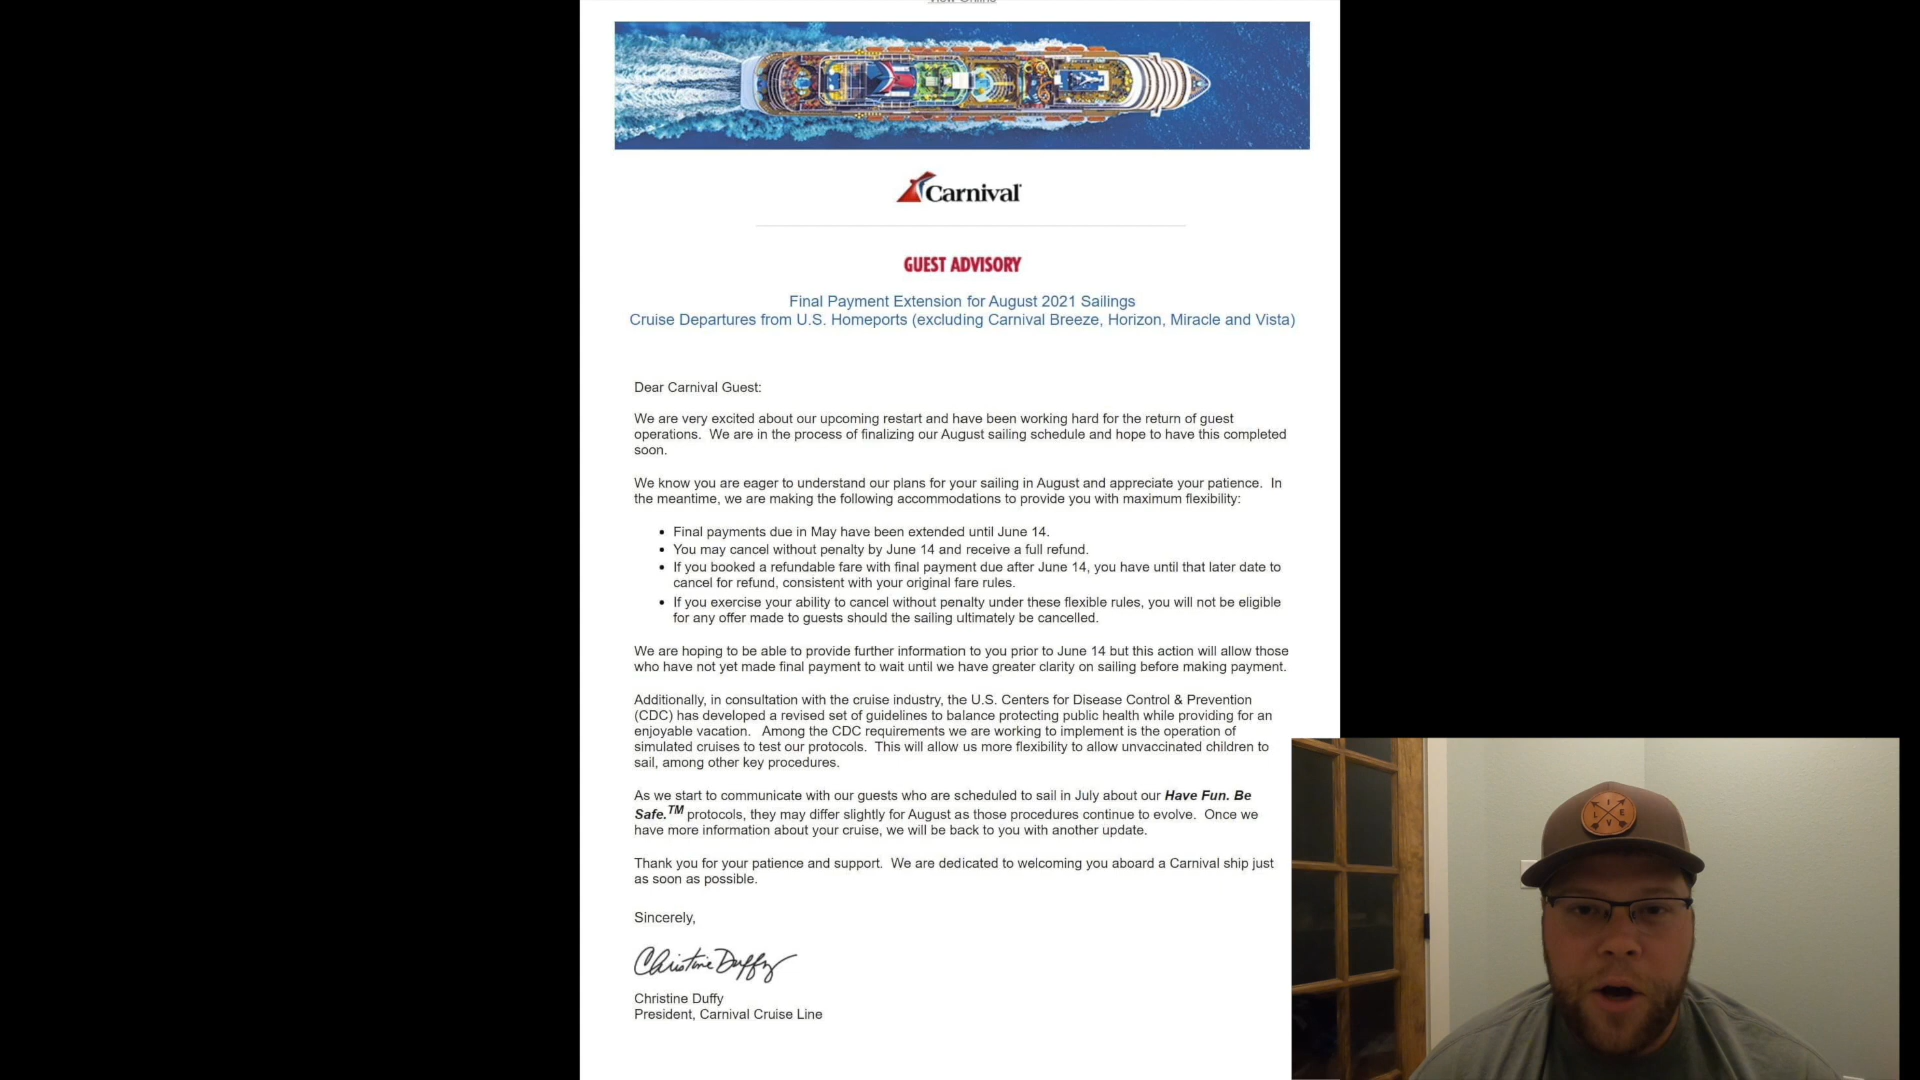 View Online
Carnival
GUEST ADVISORY
Final Payment Extension for August 2021 Sailings
Cruise Departures from U.S. Homeports (excluding Carnival Breeze, Horizon, Miracle and Vista)
Dear Carnival Guest:
We are very excited about our upcoming restart and have been working hard for the return of guest
operations.  We are in the process of finalizing our August sailing schedule and hope to have this completed
soon.
We know you are eager to understand our plans for your sailing in August and appreciate your patience.  In
the meantime, we are making the following accommodations to provide you with maximum flexibility:
• Final payments due in May have been extended until June 14.
• You may cancel without penalty by June 14 and receive a full refund.
• If you booked a refundable fare with final payment due after June 14, you have until that later date to
cancel for refund, consistent with your original fare rules.
• If you exercise your ability to cancel without penalty under these flexible rules, you will not be eligible
for any offer made to guests should the sailing ultimately be cancelled.
We are hoping to be able to provide further information to you prior to June 14 but this action will allow those
who have not yet made final payment to wait until we have greater clarity on sailing before making payment.
Additionally, in consultation with the cruise industry, the U.S. Centers for Disease Control & Prevention
(CDC) has developed a revised set of guidelines to balance protecting public health while providing for an
enjoyable vacation.   Among the CDC requirements we are working to implement is the operation of
simulated cruises to test our protocols.  This will allow us more flexibility to allow unvaccinated children to
sail, among other key procedures.
As we start to communicate with our guests who are scheduled to sail in July about our Have Fun. Be
Safe.TM protocols, they may differ slightly for August as those procedures continue to evolve.  Once we
have more information about your cruise, we will be back to you with another update.
Thank you for your patience and support.  We are dedicated to welcoming you aboard a Carnival ship just
as soon as possible.
Sincerely,
Christine Duffy
Christine Duffy
President, Carnival Cruise Line
LIVE